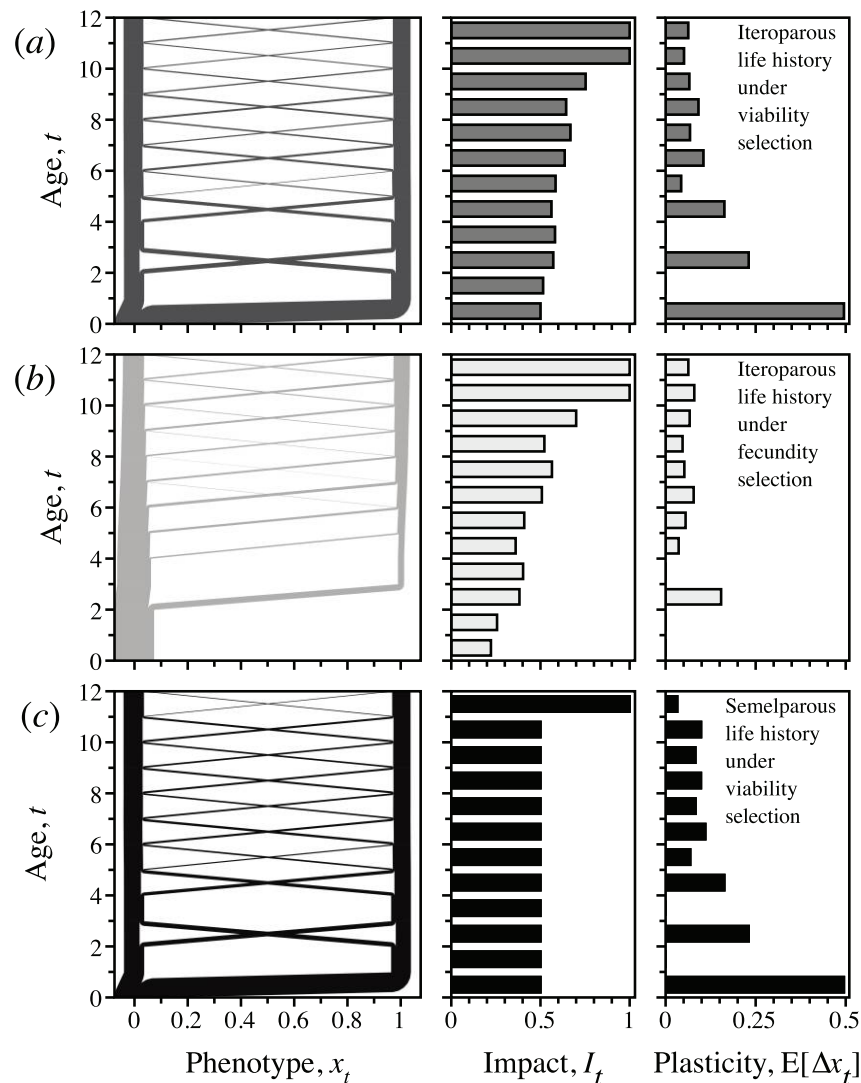 (a)
Age, t
12
10
8
6
4
2
0
Iteroparous
life history
under
viability
selection
(b)
Age, t
12
10
8
6
4
2
0
Iteroparous
life history
under
fecundity
selection
(c)
Age, t
12
10
8
6
4
2
0
Semelparous
life history
under
viability
selection
0 0.2 0.4 0.6 0.8 1
0 0.5 1
0 0.25 0.5
Phenotype, x_t
Impact, I_t
Plasticity, E[Δx_t]